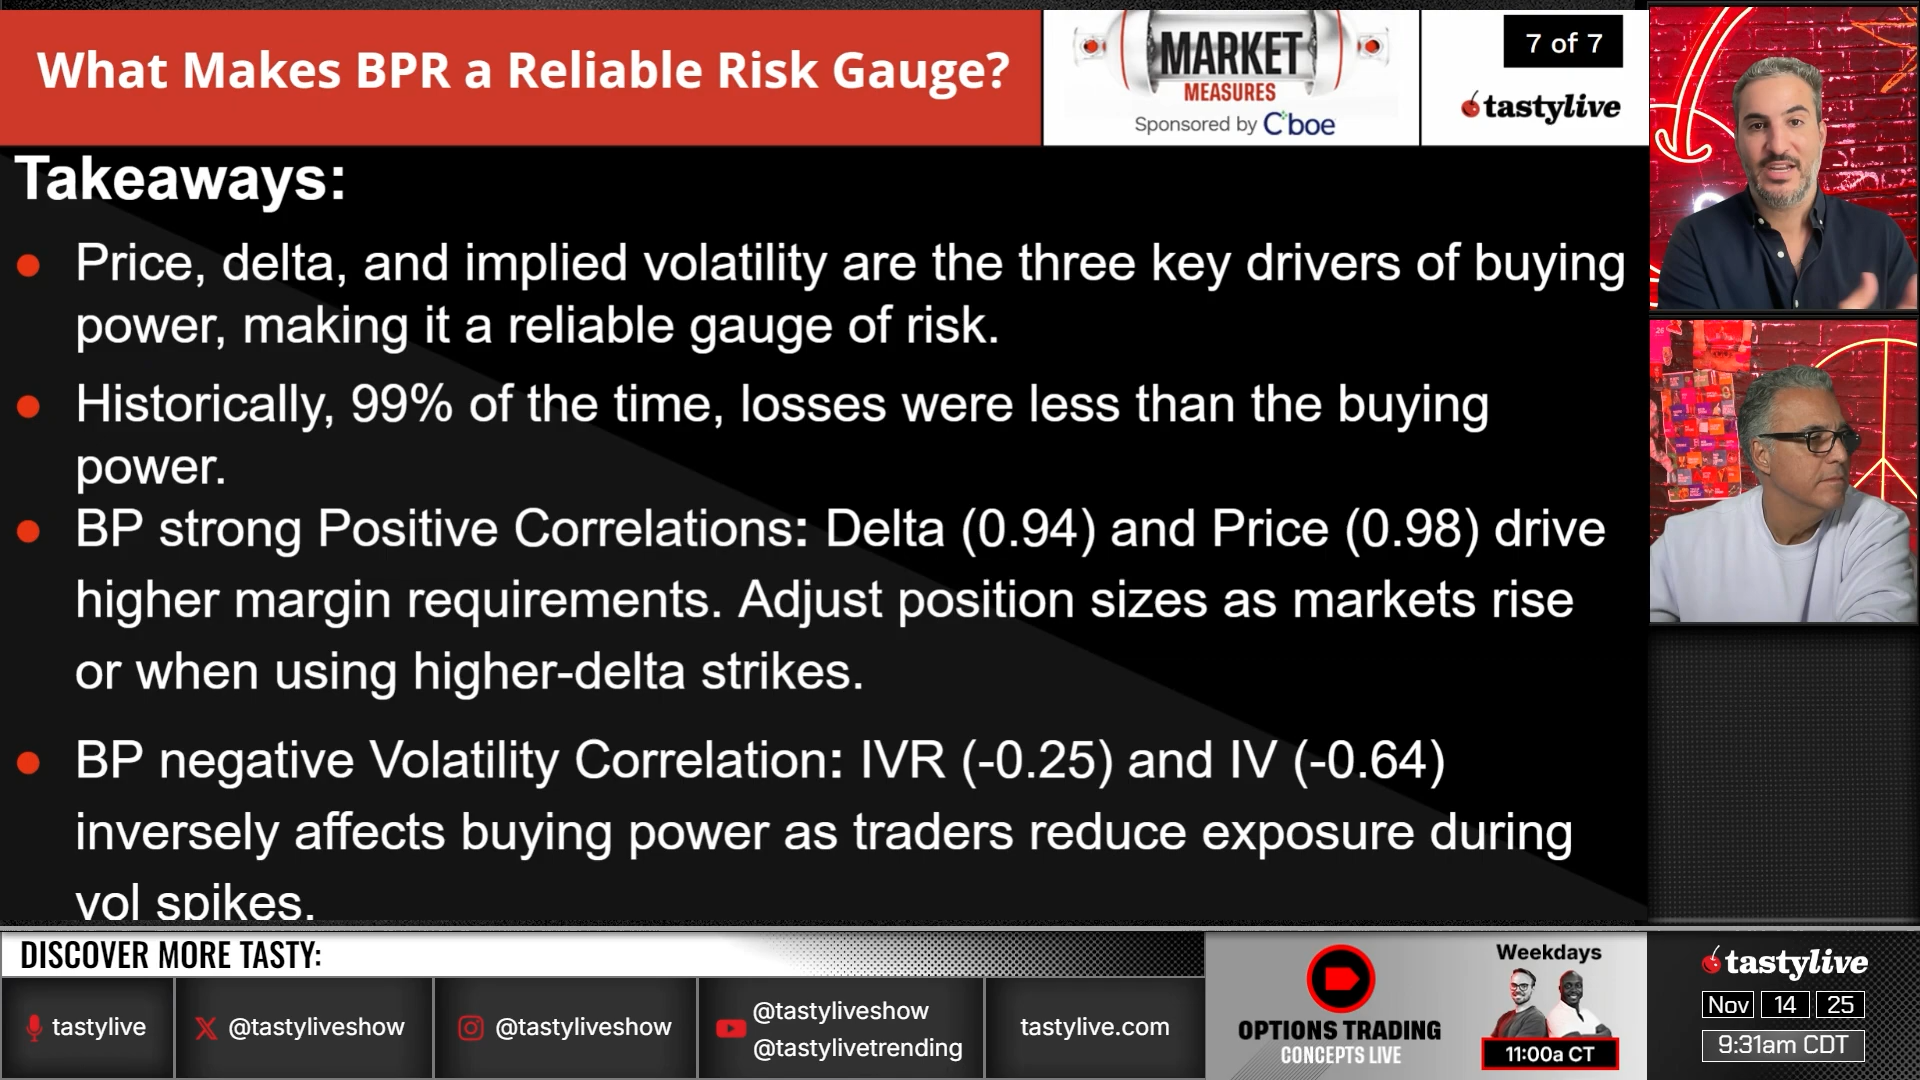 What Makes BPR a Reliable Risk Gauge?
MARKET
MEASURES
Sponsored by Cboe
7 of 7
tastylive
Takeaways:
Price, delta, and implied volatility are the three key drivers of buying
power, making it a reliable gauge of risk.
Historically, 99% of the time, losses were less than the buying
power.
BP strong Positive Correlations: Delta (0.94) and Price (0.98) drive
higher margin requirements. Adjust position sizes as markets rise
or when using higher-delta strikes.
BP negative Volatility Correlation: IVR (-0.25) and IV (-0.64)
inversely affects buying power as traders reduce exposure during
vol spikes.
DISCOVER MORE TASTY:
tastylive
@tastyliveshow
@tastyliveshow
@tastyliveshow
@tastylivetrending
tastylive.com
OPTIONS TRADING
CONCEPTS LIVE
Weekdays
11:00a CT
tastylive
Nov 14 25
9:31am CDT